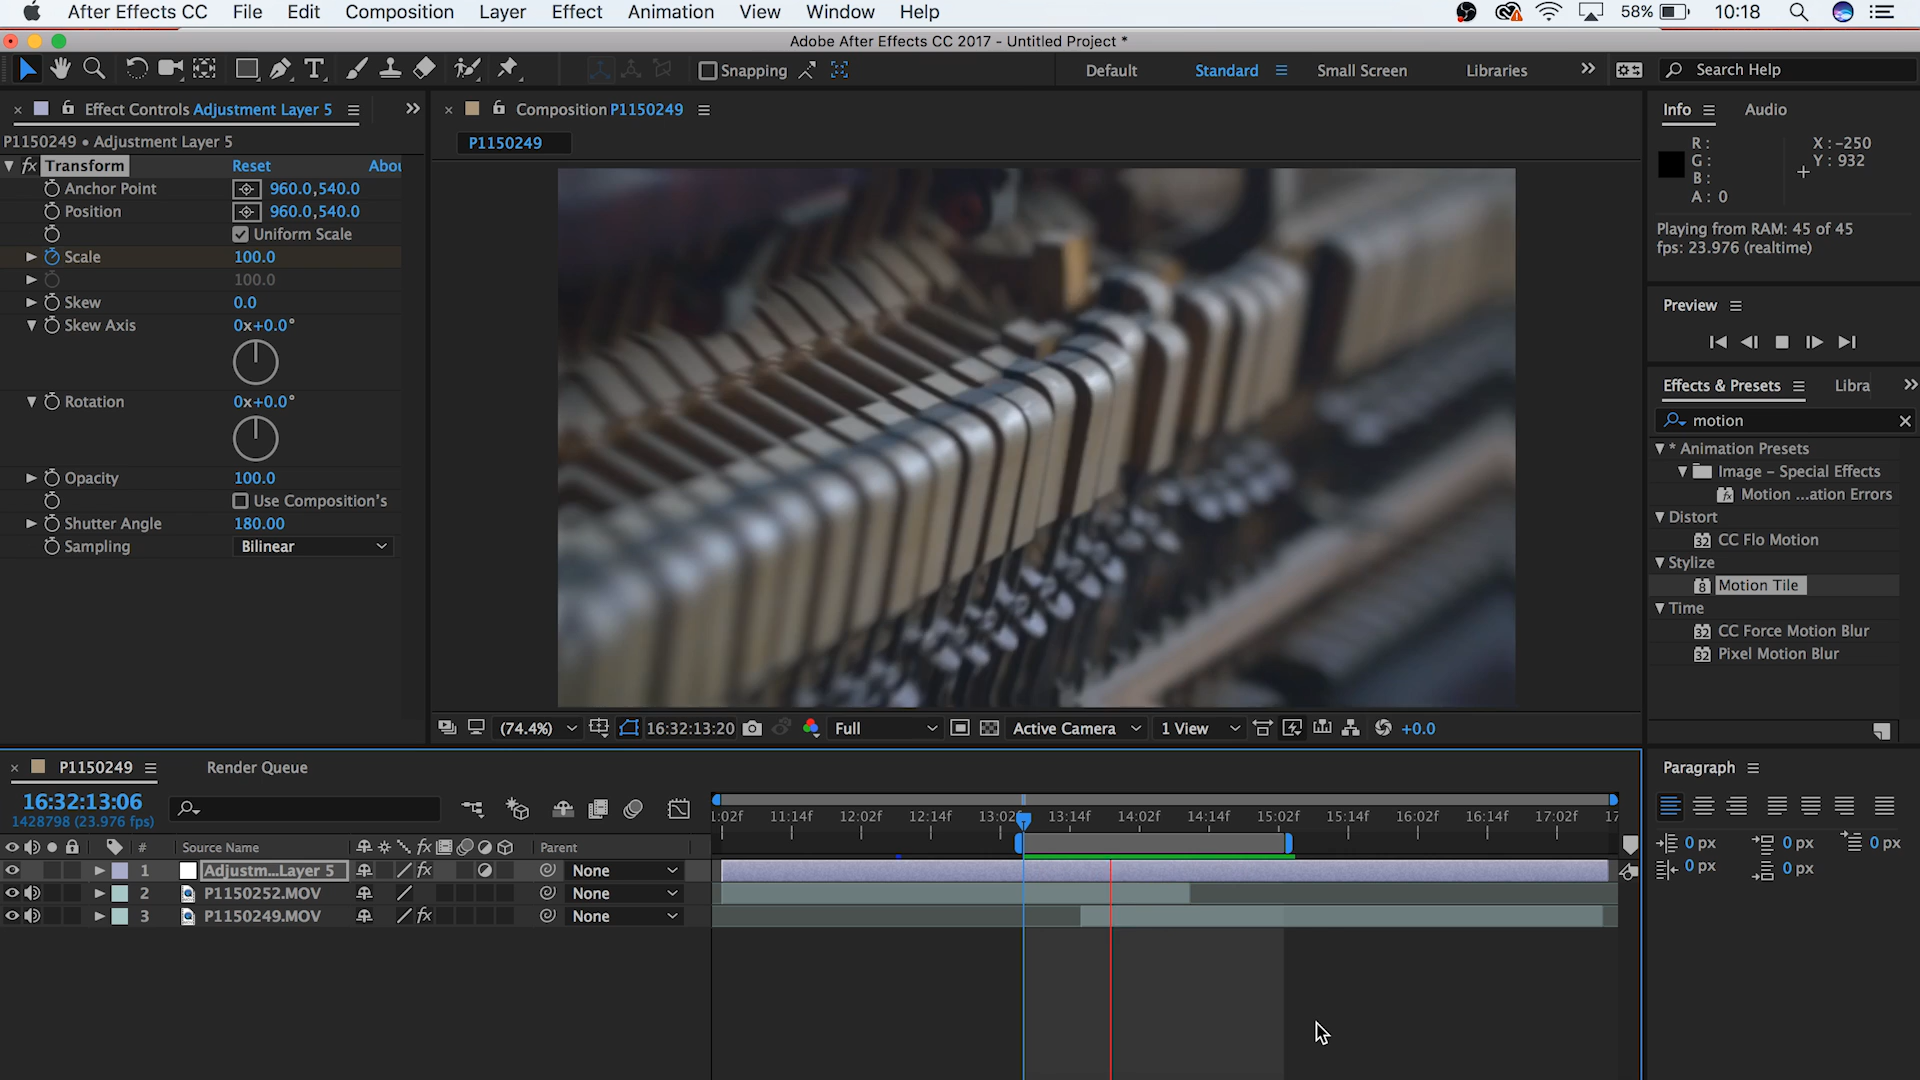 After Effects CC File Edit Composition Layer Effect Animation View Window Help 58% 10:18
Adobe After Effects CC 2017 - Untitled Project *
T Snapping Default Standard Small Screen Libraries Search Help
Effect Controls Adjustment Layer 5
P1150249 • Adjustment Layer 5
fx Transform Reset Abou
Anchor Point 960.0,540.0
Position 960.0,540.0
Uniform Scale
Scale 100.0
100.0
Skew 0.0
Skew Axis 0x+0.0°
Rotation 0x+0.0°
Opacity 100.0
Use Composition's
Shutter Angle 180.00
Sampling Bilinear
Composition P1150249
P1150249
(74.4%) 16:32:13:20 Full Active Camera 1 View +0.0
Info Audio
R : X : -250
G : Y : 932
B :
A : 0
Playing from RAM: 45 of 45
fps: 23.976 (realtime)
Preview
Effects & Presets Libra
motion
* Animation Presets
Image – Special Effects
Motion ...ation Errors
Distort
CC Flo Motion
Stylize
Motion Tile
Time
CC Force Motion Blur
Pixel Motion Blur
P1150249 Render Queue
16:32:13:06
1428798 (23.976 fps)
1:02f 11:14f 12:02f 12:14f 13:02f 13:14f 14:02f 14:14f 15:02f 15:14f 16:02f 16:14f 17:02f 17
# Source Name fx Parent
1 Adjustm...Layer 5 fx None
2 P1150252.MOV None
3 P1150249.MOV fx None
Paragraph
0 px 0 px 0 px
0 px 0 px